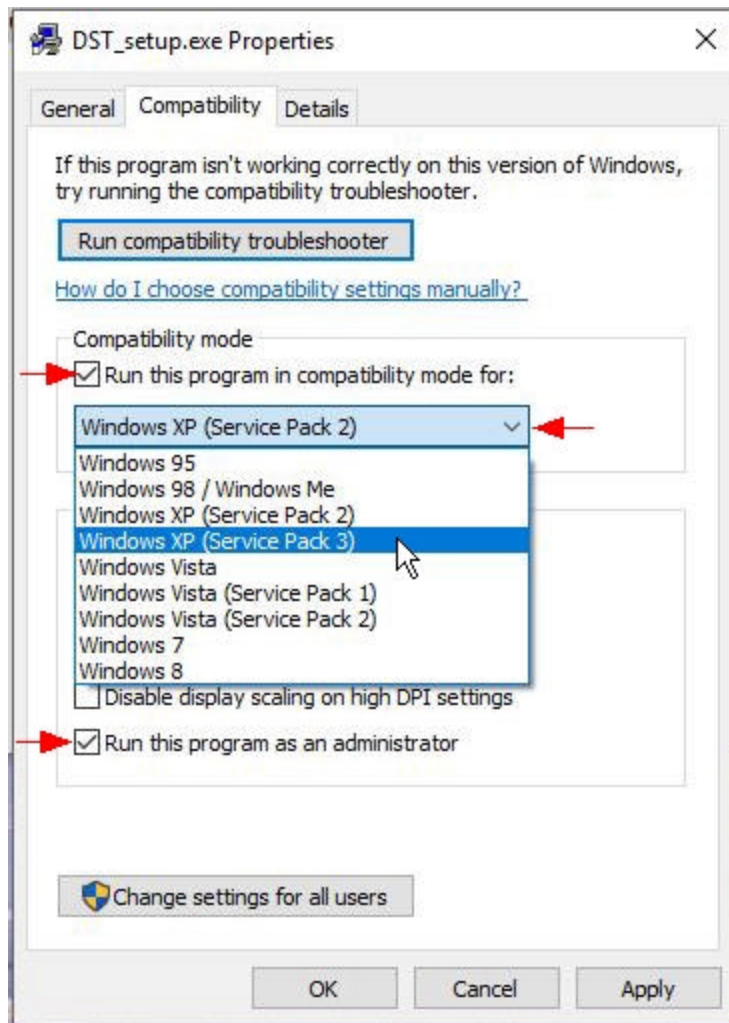 DST_setup.exe Properties
General Compatibility Details
If this program isn't working correctly on this version of Windows,
try running the compatibility troubleshooter.
Run compatibility troubleshooter
How do I choose compatibility settings manually?
Compatibility mode
Run this program in compatibility mode for:
Windows XP (Service Pack 2)
Windows 95
Windows 98 / Windows Me
Windows XP (Service Pack 2)
Windows XP (Service Pack 3)
Windows Vista
Windows Vista (Service Pack 1)
Windows Vista (Service Pack 2)
Windows 7
Windows 8
Disable display scaling on high DPI settings
Run this program as an administrator
Change settings for all users
OK Cancel Apply